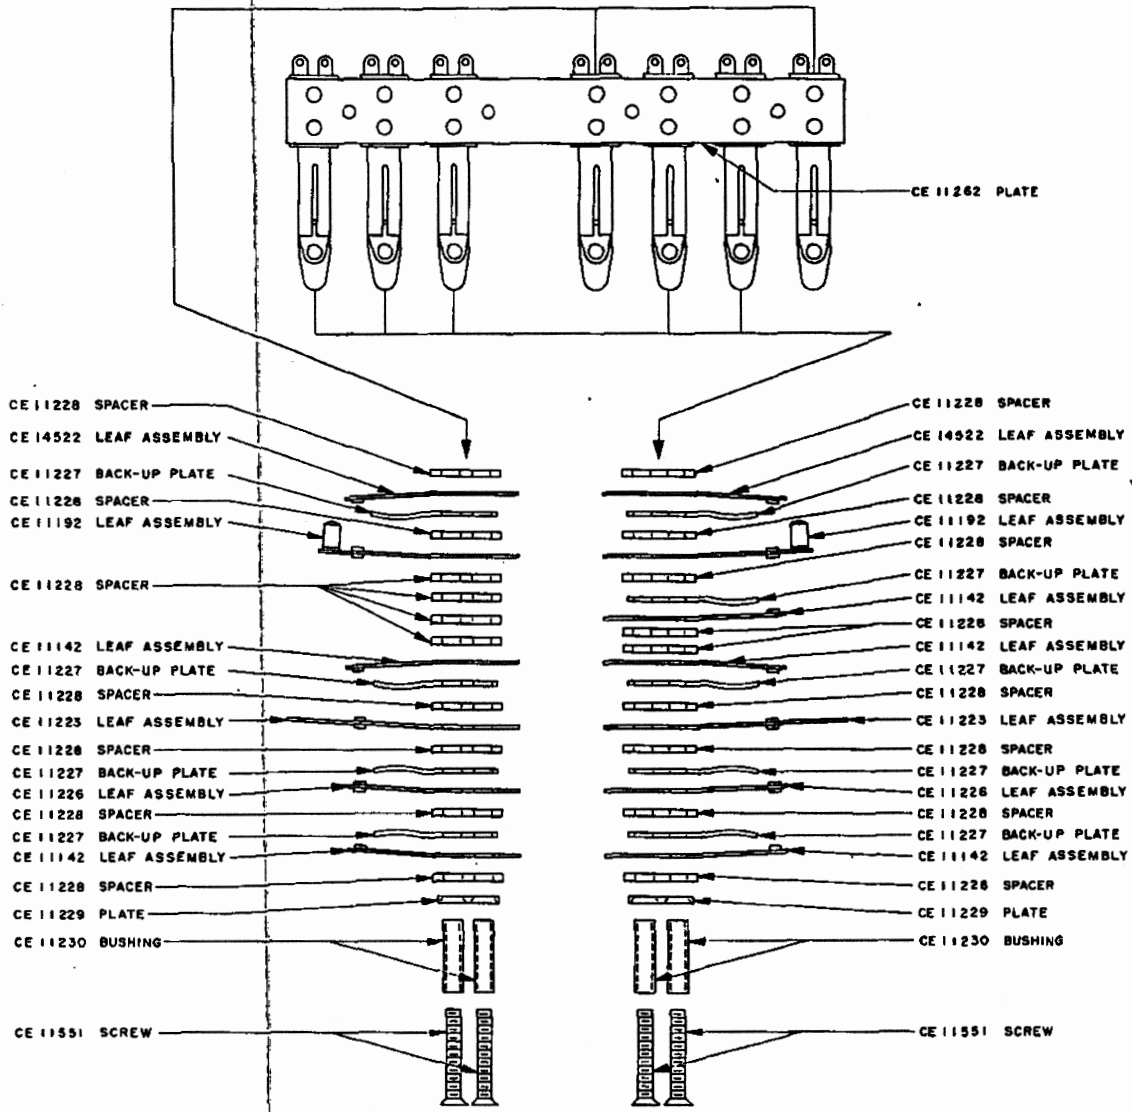 CE 11262 PLATE
CE 11228 SPACER
CE 14522 LEAF ASSEMBLY
CE 11227 BACK-UP PLATE
CE 11228 SPACER
CE 11192 LEAF ASSEMBLY
CE 11228 SPACER
CE 11142 LEAF ASSEMBLY
CE 11227 BACK-UP PLATE
CE 11228 SPACER
CE 11223 LEAF ASSEMBLY
CE 11228 SPACER
CE 11227 BACK-UP PLATE
CE 11226 LEAF ASSEMBLY
CE 11228 SPACER
CE 11227 BACK-UP PLATE
CE 11142 LEAF ASSEMBLY
CE 11228 SPACER
CE 11229 PLATE
CE 11230 BUSHING
CE 11551 SCREW
CE 11228 SPACER
CE 14522 LEAF ASSEMBLY
CE 11227 BACK-UP PLATE
CE 11228 SPACER
CE 11192 LEAF ASSEMBLY
CE 11228 SPACER
CE 11227 BACK-UP PLATE
CE 11142 LEAF ASSEMBLY
CE 11228 SPACER
CE 11142 LEAF ASSEMBLY
CE 11227 BACK-UP PLATE
CE 11228 SPACER
CE 11223 LEAF ASSEMBLY
CE 11228 SPACER
CE 11227 BACK-UP PLATE
CE 11226 LEAF ASSEMBLY
CE 11228 SPACER
CE 11227 BACK-UP PLATE
CE 11142 LEAF ASSEMBLY
CE 11228 SPACER
CE 11229 PLATE
CE 11230 BUSHING
CE 11551 SCREW